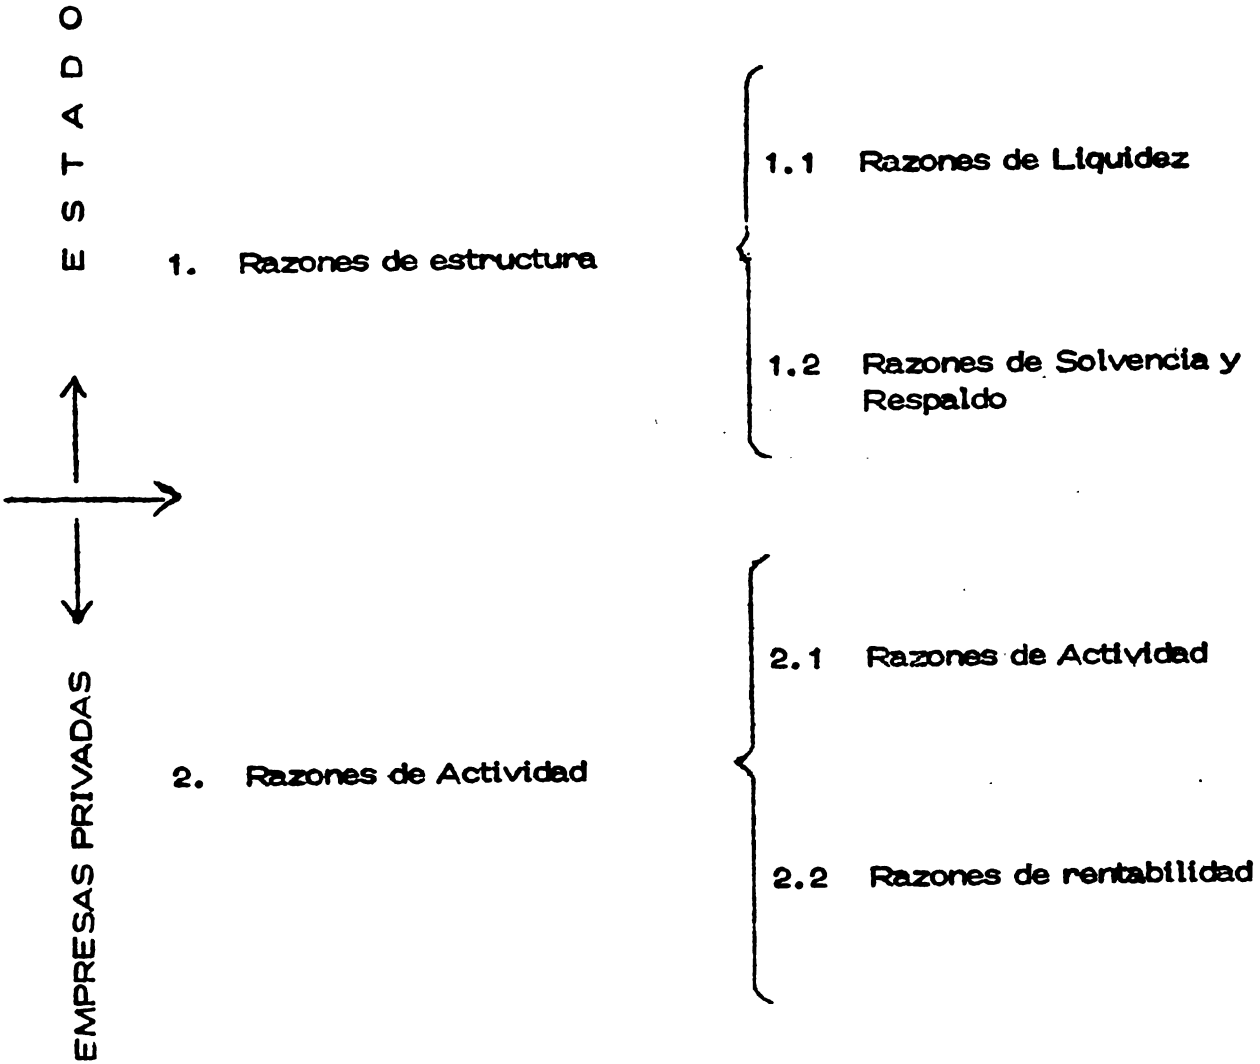 ESTADO
1. Razones de estructura
1.1 Razones de Liquidez
1.2 Razones de Solvencia y
Respaldo
EMPRESAS PRIVADAS
2. Razones de Actividad
2.1 Razones de Actividad
2.2 Razones de rentabilidad